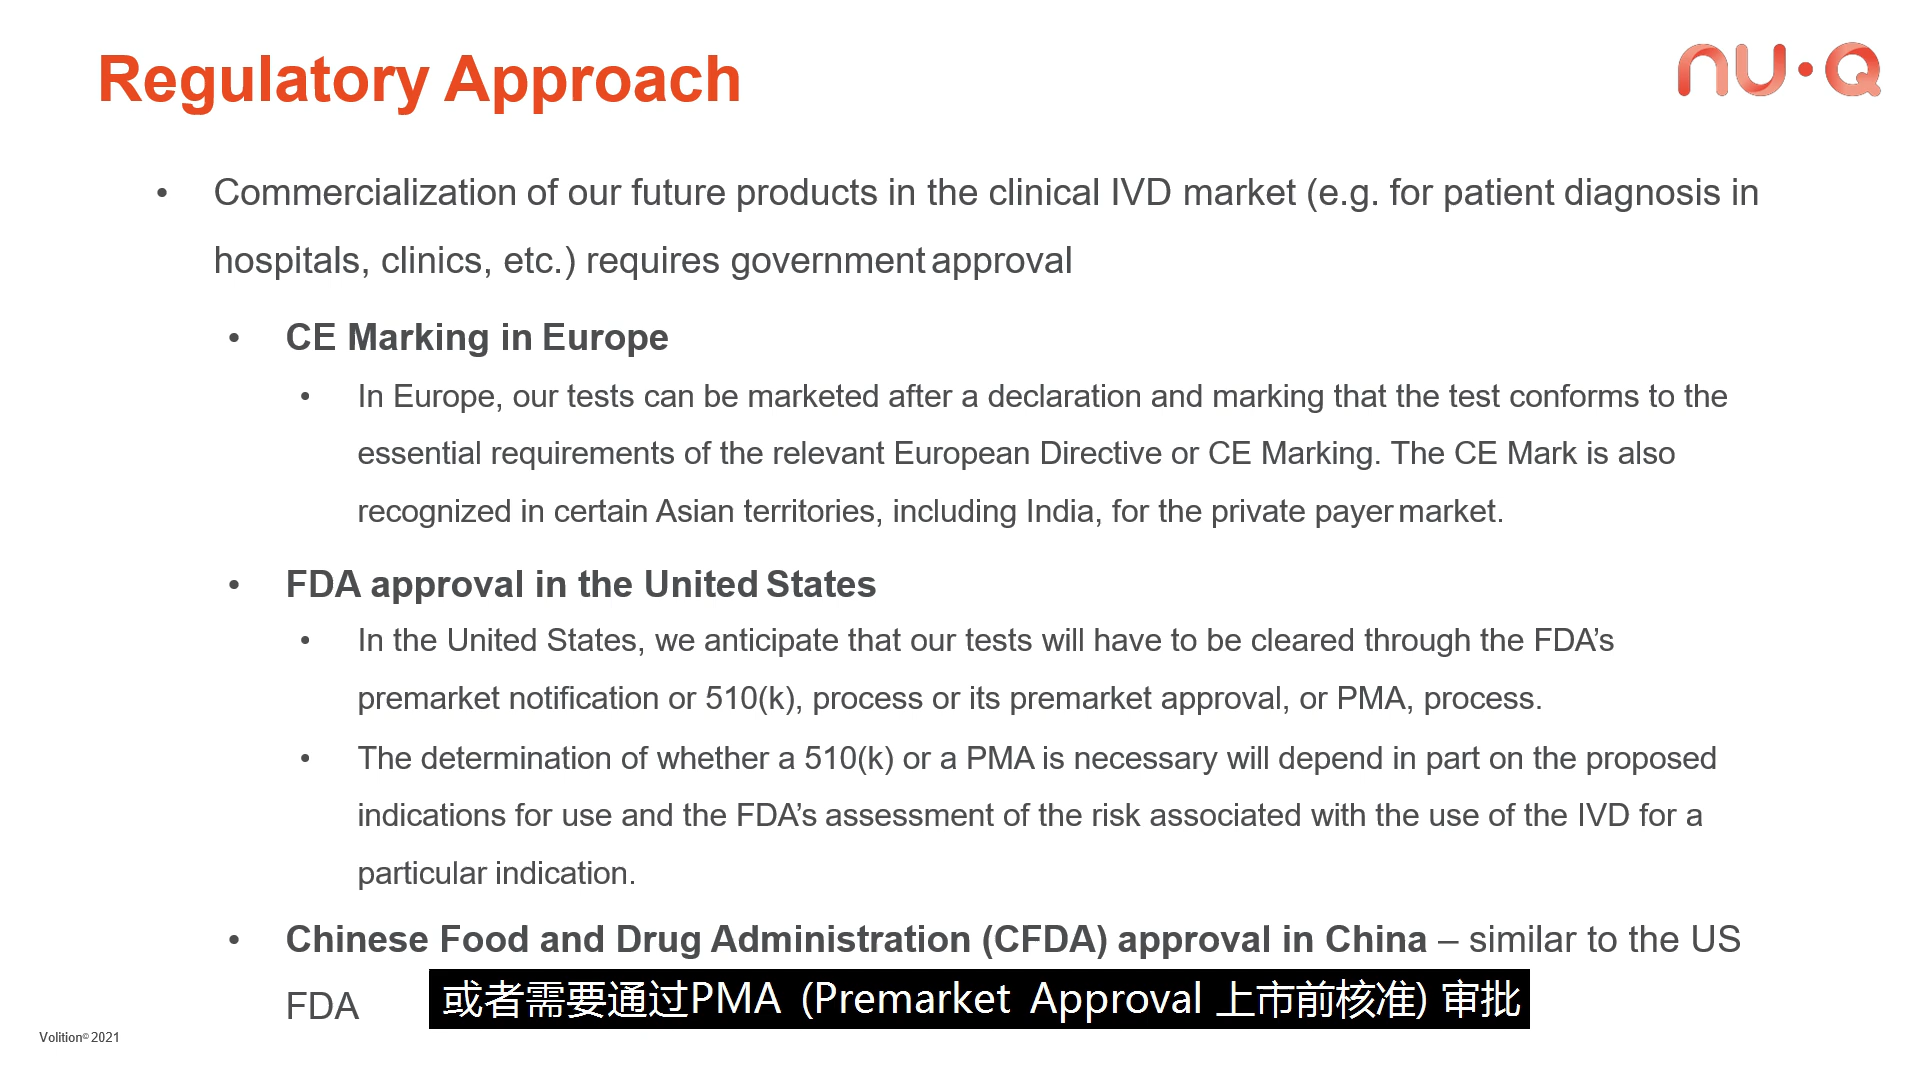 Regulatory Approach
nu·Q
• Commercialization of our future products in the clinical IVD market (e.g. for patient diagnosis in
hospitals, clinics, etc.) requires government approval
• CE Marking in Europe
• In Europe, our tests can be marketed after a declaration and marking that the test conforms to the
essential requirements of the relevant European Directive or CE Marking. The CE Mark is also
recognized in certain Asian territories, including India, for the private payer market.
• FDA approval in the United States
• In the United States, we anticipate that our tests will have to be cleared through the FDA’s
premarket notification or 510(k), process or its premarket approval, or PMA, process.
• The determination of whether a 510(k) or a PMA is necessary will depend in part on the proposed
indications for use and the FDA’s assessment of the risk associated with the use of the IVD for a
particular indication.
• Chinese Food and Drug Administration (CFDA) approval in China – similar to the US
FDA
或者需要通过PMA (Premarket Approval 上市前核准) 审批
Volition© 2021